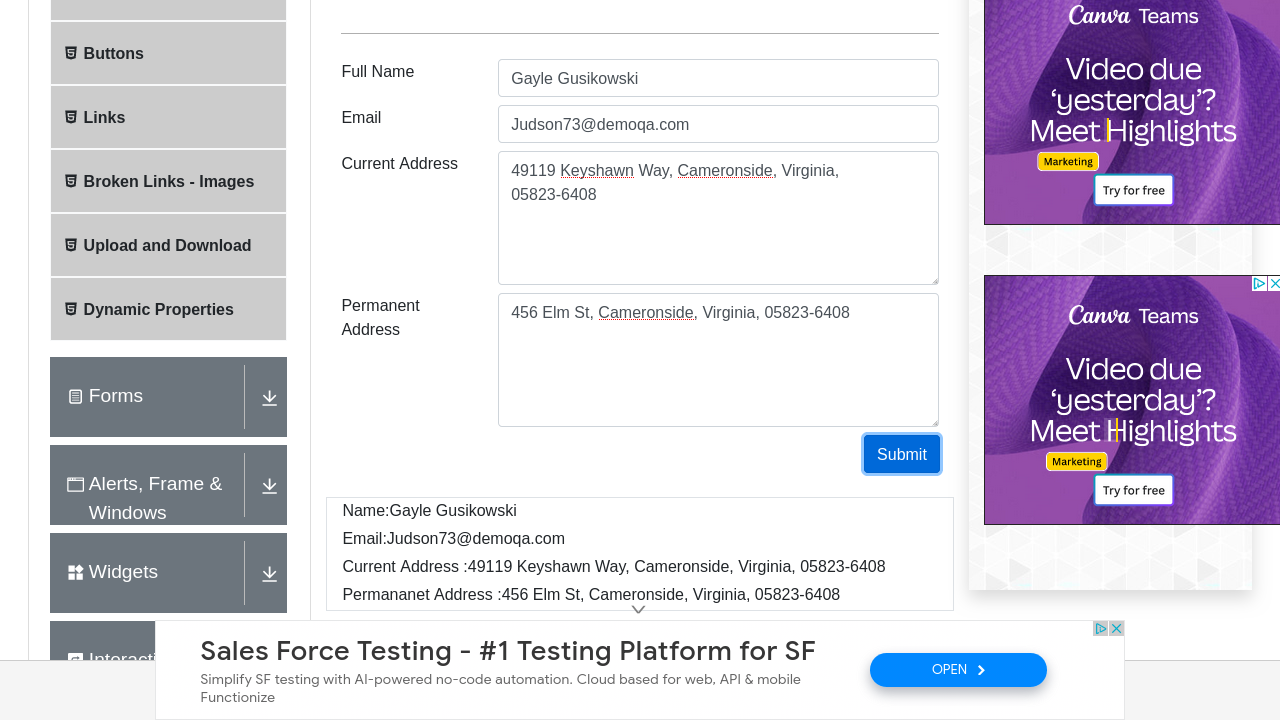 Buttons
Links
Broken Links - Images
Upload and Download
Dynamic Properties
Forms
Alerts, Frame &
Windows
Widgets
Full Name
Gayle Gusikowski
Email
Judson73@demoqa.com
Current Address
49119 Keyshawn Way, Cameronside, Virginia,
05823-6408
Permanent
Address
456 Elm St, Cameronside, Virginia, 05823-6408
Submit
Name:Gayle Gusikowski
Email:Judson73@demoqa.com
Current Address :49119 Keyshawn Way, Cameronside, Virginia, 05823-6408
Permananet Address :456 Elm St, Cameronside, Virginia, 05823-6408
Canva Teams
Video due
‘yesterday’?
Meet Highlights
Marketing
Try for free
Canva Teams
Video due
‘yesterday’?
Meet Highlights
Marketing
Try for free
Sales Force Testing - #1 Testing Platform for SF
Simplify SF testing with AI-powered no-code automation. Cloud based for web, API & mobile
Functionize
OPEN